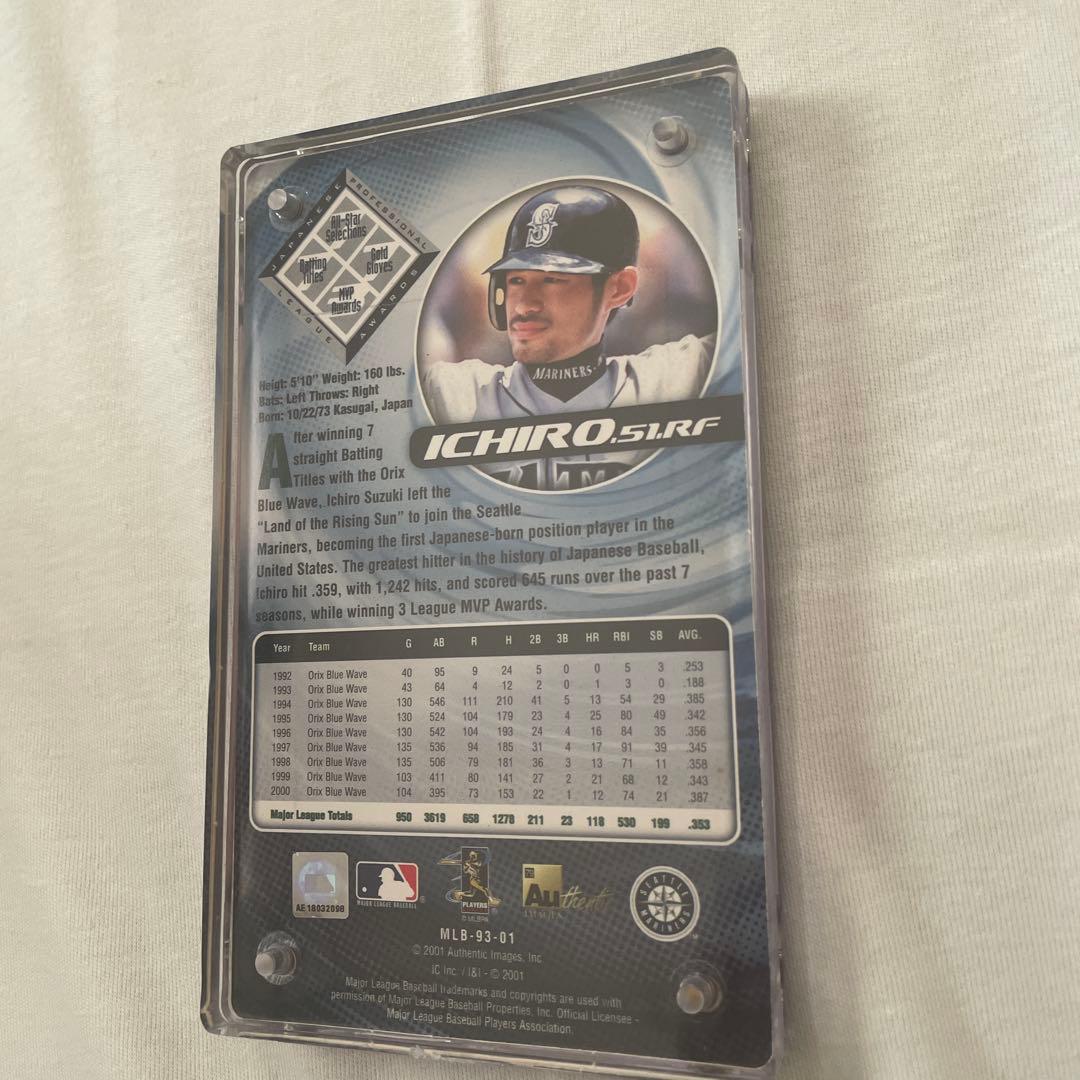 JAPANESE PROFESSIONAL
LEAGUE AWARDS
All-Star
Selections
Batting
Titles
Gold
Gloves
MVP
Awards
S
MARINERS
Heigt: 5'10" Weight: 160 lbs.
Bats: Left Throws: Right
Born: 10/22/73 Kasugai, Japan
ICHIRO.51.RF
After winning 7
straight Batting
Titles with the Orix
Blue Wave, Ichiro Suzuki left the
"Land of the Rising Sun" to join the Seattle
Mariners, becoming the first Japanese-born position player in the
United States. The greatest hitter in the history of Japanese Baseball,
Ichiro hit .359, with 1,242 hits, and scored 645 runs over the past 7
seasons, while winning 3 League MVP Awards.
Year Team G AB R H 2B 3B HR RBI SB AVG.
1992 Orix Blue Wave 40 95 9 24 5 0 0 5 3 .253
1993 Orix Blue Wave 43 64 4 12 2 0 1 3 0 .188
1994 Orix Blue Wave 130 546 111 210 41 5 13 54 29 .385
1995 Orix Blue Wave 130 524 104 179 23 4 25 80 49 .342
1996 Orix Blue Wave 130 542 104 193 24 4 16 84 35 .356
1997 Orix Blue Wave 135 536 94 185 31 4 17 91 39 .345
1998 Orix Blue Wave 135 506 79 181 36 3 13 71 11 .358
1999 Orix Blue Wave 103 411 80 141 27 2 21 68 12 .343
2000 Orix Blue Wave 104 395 73 153 22 1 12 74 21 .387
Major League Totals 950 3619 658 1278 211 23 118 530 199 .353
AE 18032098
MAJOR LEAGUE BASEBALL
PLAYERS
© MLBPA
Authentic
IMAGES
SEATTLE
MARINERS
MLB-93-01
© 2001 Authentic Images, Inc.
IC Inc. / I&I - © 2001
Major League Baseball trademarks and copyrights are used with
permission of Major League Baseball Properties, Inc. Official Licensee -
Major League Baseball Players Association.